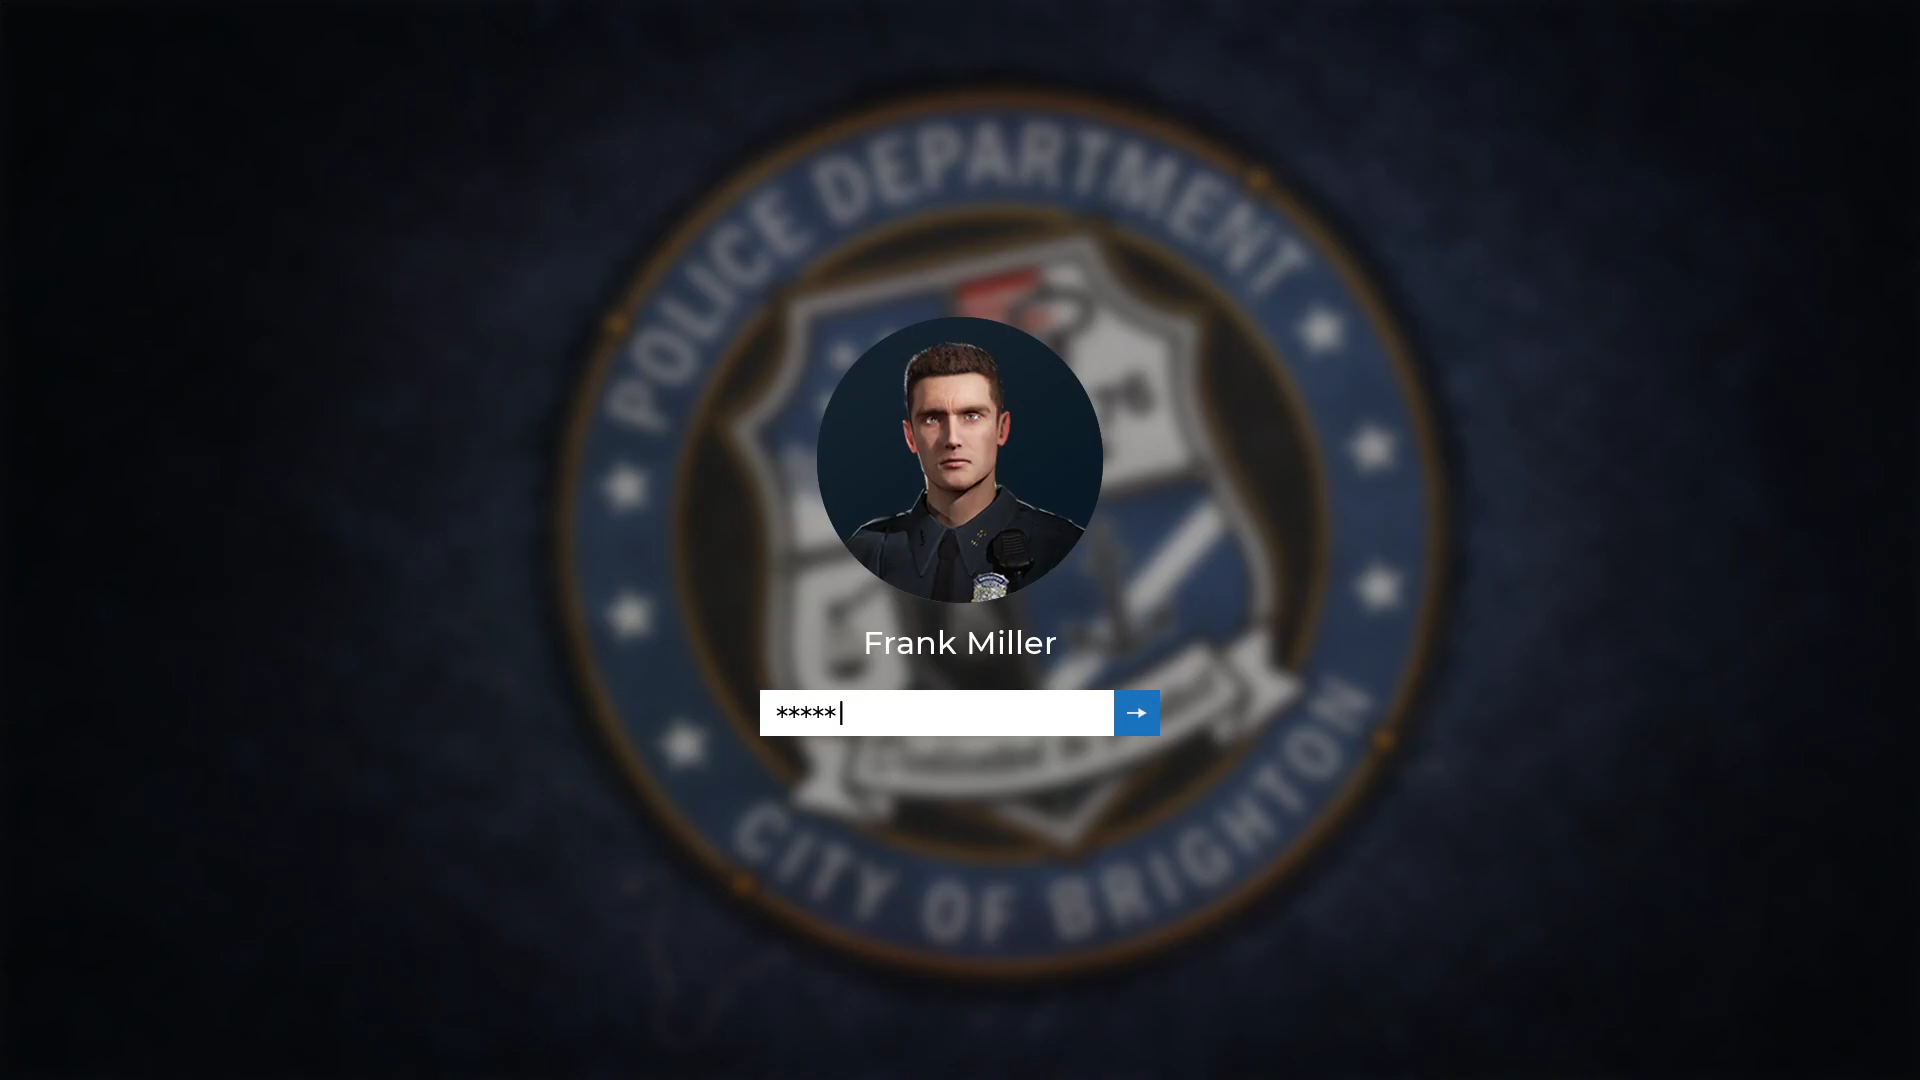 POLICE DEPARTMENT
Frank Miller
*****
CITY OF BRIGHTON